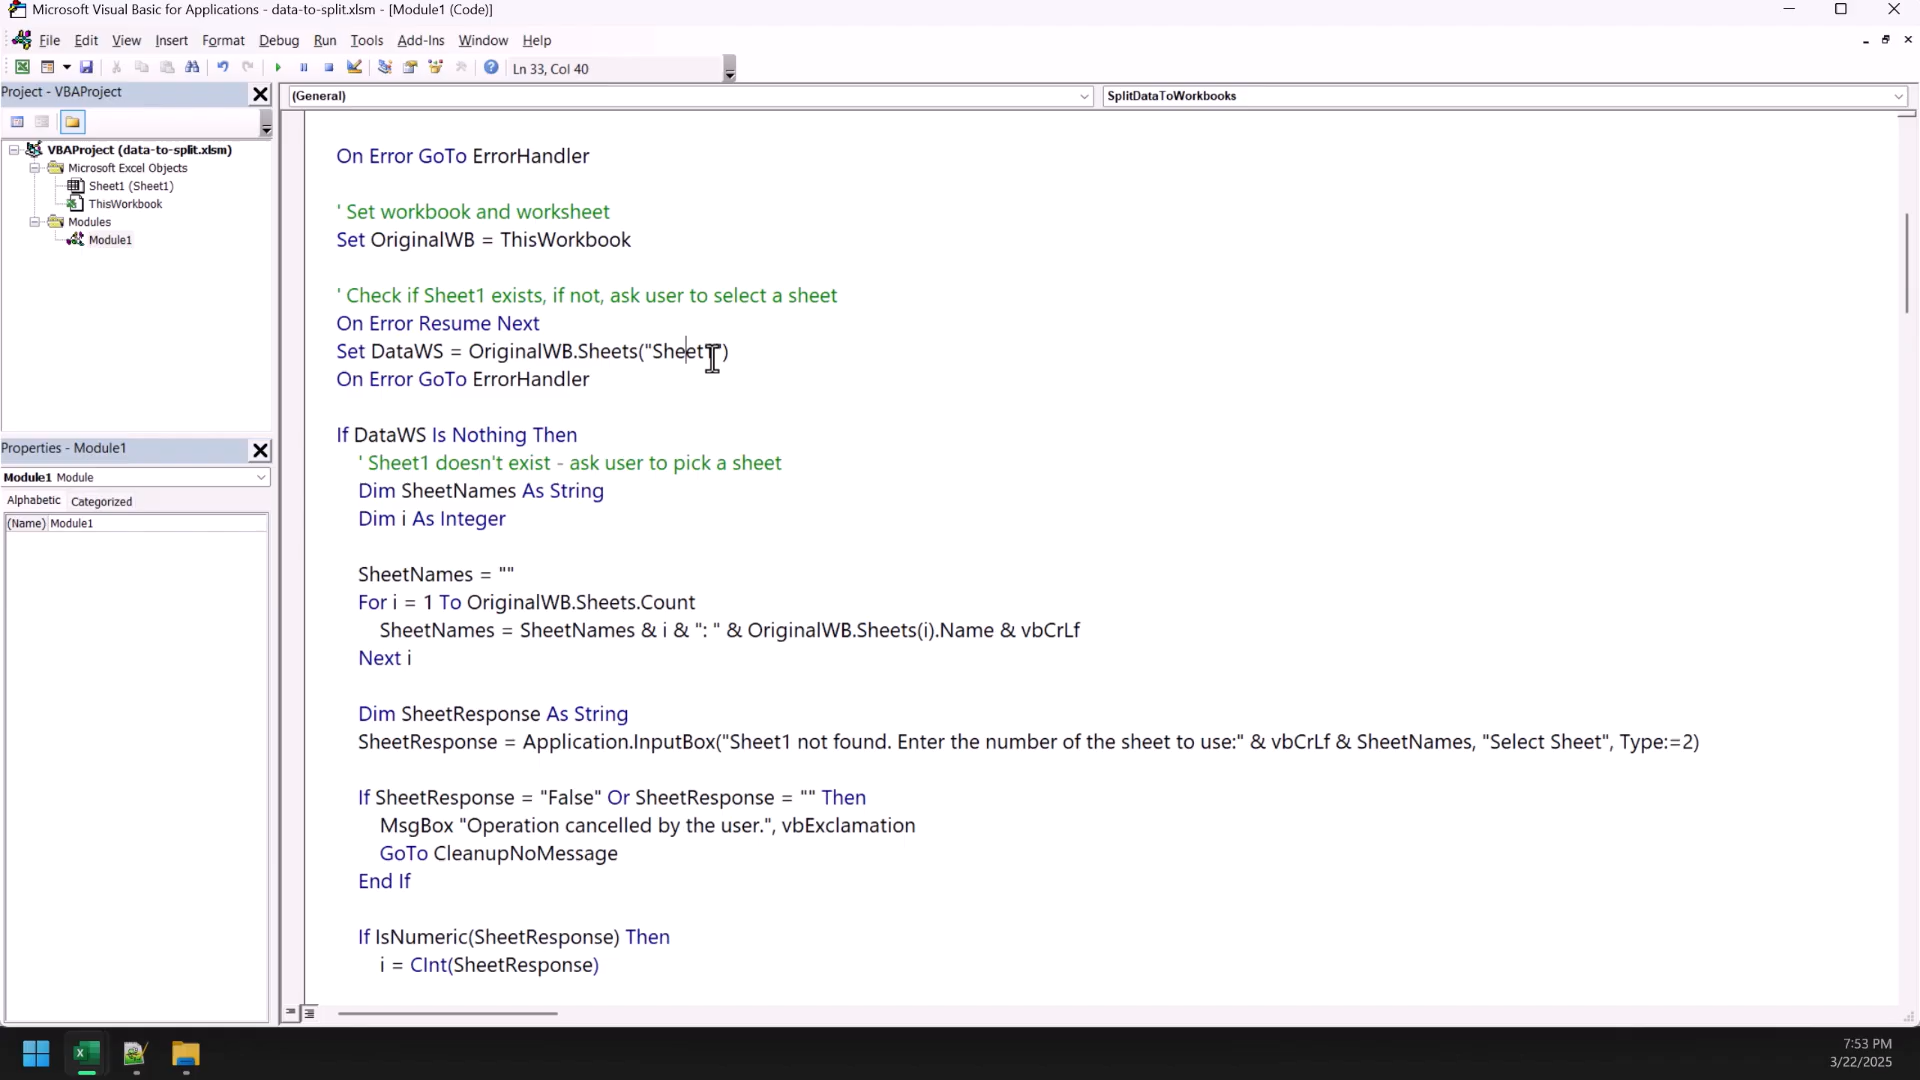 Microsoft Visual Basic for Applications - data-to-split.xlsm - [Module1 (Code)]
File Edit View Insert Format Debug Run Tools Add-Ins Window Help
Ln 33, Col 40
Project - VBAProject
VBAProject (data-to-split.xlsm)
Microsoft Excel Objects
Sheet1 (Sheet1)
ThisWorkbook
Modules
Module1
Properties - Module1
Module1 Module
Alphabetic Categorized
(Name) Module1
(General) SplitDataToWorkbooks
On Error GoTo ErrorHandler
' Set workbook and worksheet
Set OriginalWB = ThisWorkbook
' Check if Sheet1 exists, if not, ask user to select a sheet
On Error Resume Next
Set DataWS = OriginalWB.Sheets("Sheet1")
On Error GoTo ErrorHandler
If DataWS Is Nothing Then
' Sheet1 doesn't exist - ask user to pick a sheet
Dim SheetNames As String
Dim i As Integer
SheetNames = ""
For i = 1 To OriginalWB.Sheets.Count
SheetNames = SheetNames & i & ": " & OriginalWB.Sheets(i).Name & vbCrLf
Next i
Dim SheetResponse As String
SheetResponse = Application.InputBox("Sheet1 not found. Enter the number of the sheet to use:" & vbCrLf & SheetNames, "Select Sheet", Type:=2)
If SheetResponse = "False" Or SheetResponse = "" Then
MsgBox "Operation cancelled by the user.", vbExclamation
GoTo CleanupNoMessage
End If
If IsNumeric(SheetResponse) Then
i = CInt(SheetResponse)
7:53 PM
3/22/2025